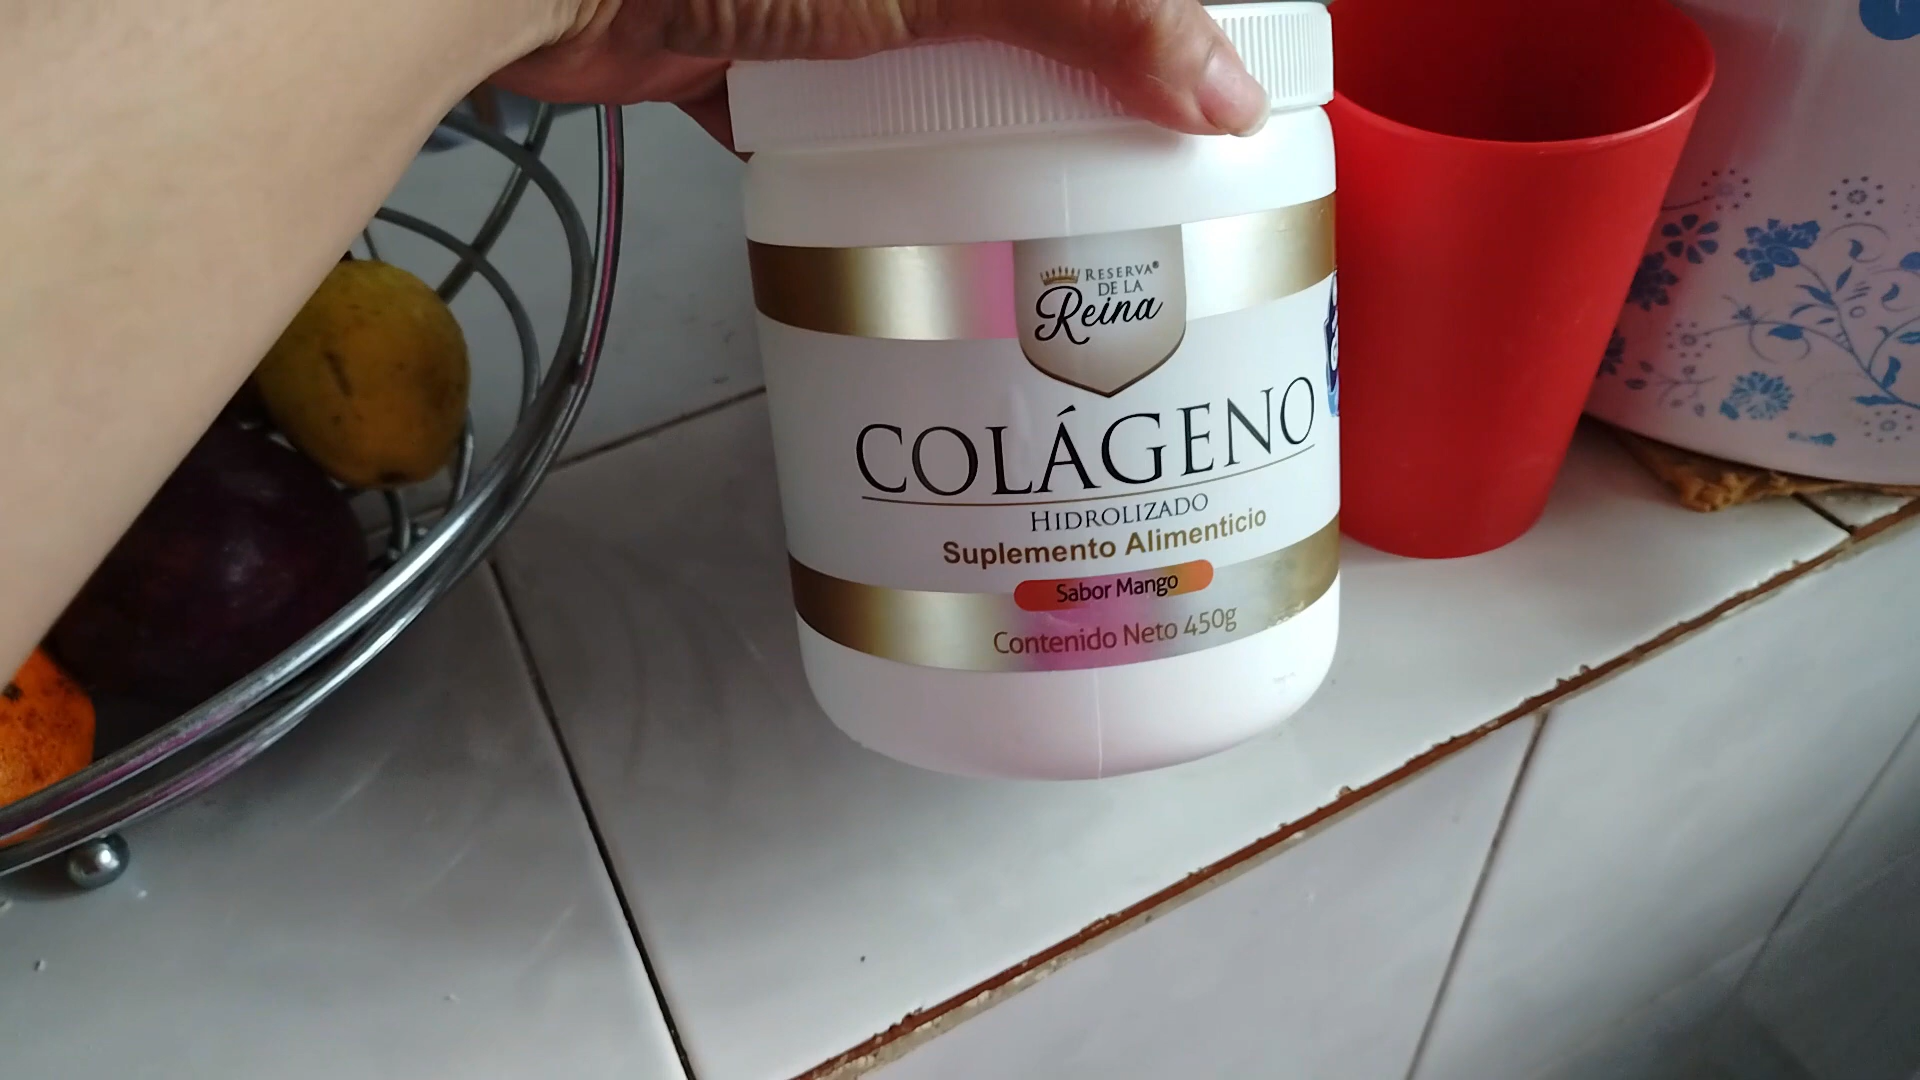 RESERVA®
DE LA
Reina
COLÁGENO
HIDROLIZADO
Suplemento Alimenticio
Sabor Mango
Contenido Neto 450g